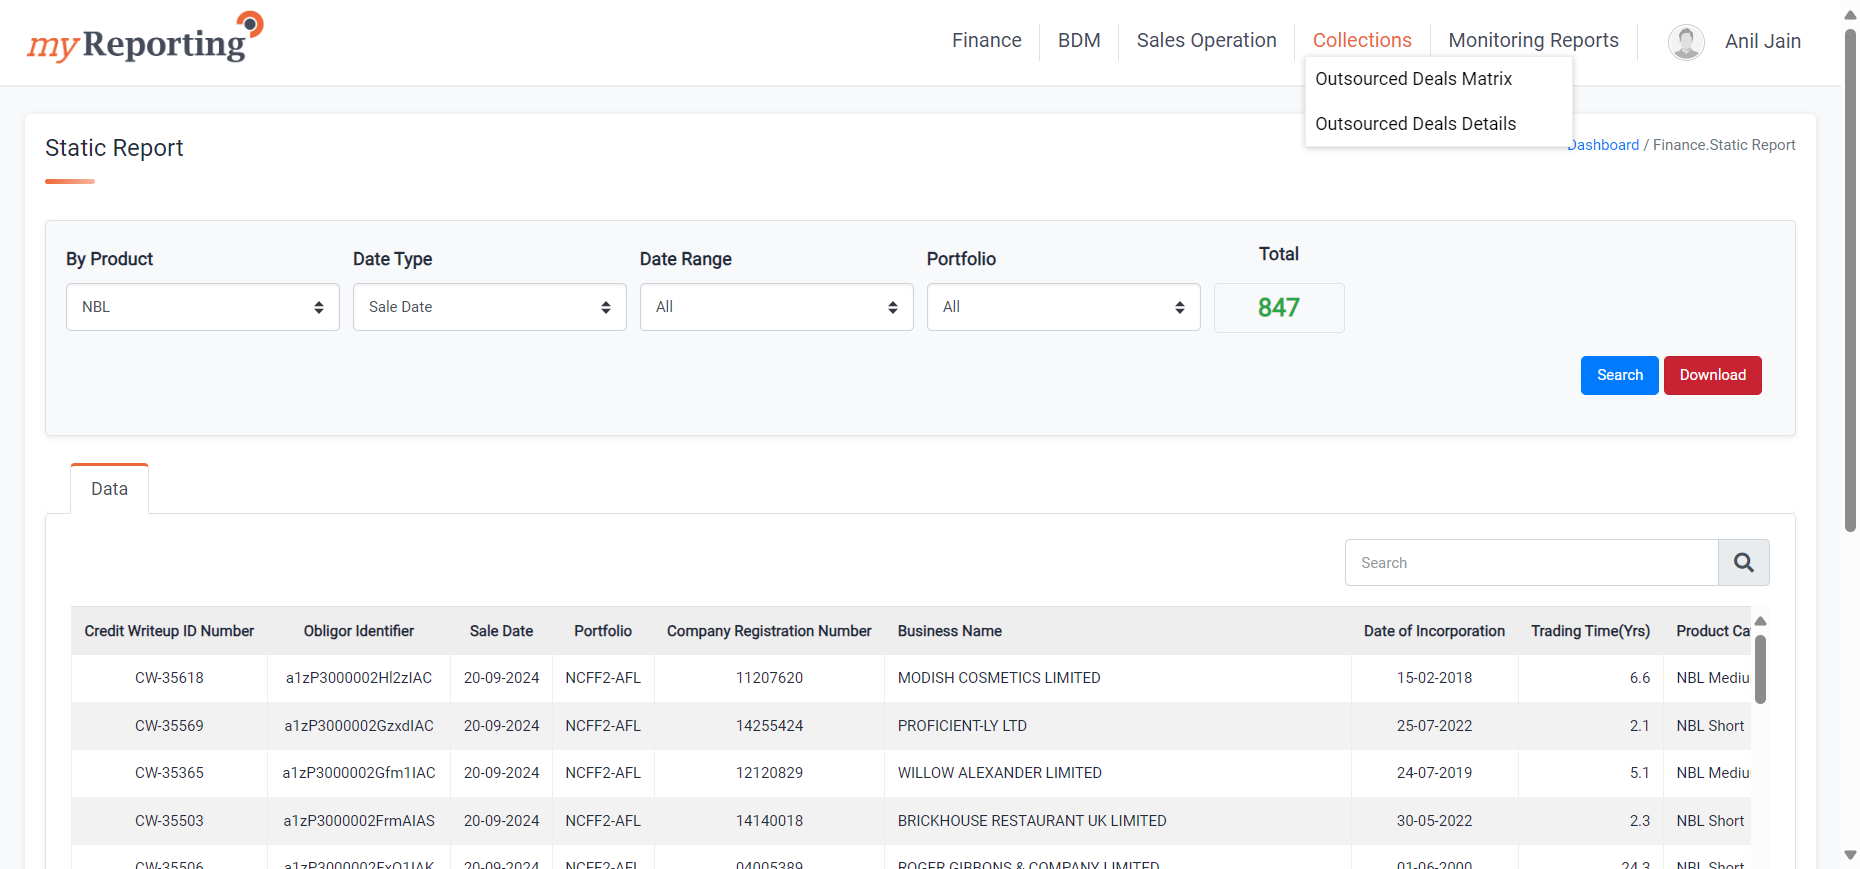 myReporting
Finance
BDM
Sales Operation
Collections
Monitoring Reports
Anil Jain
Outsourced Deals Matrix
Outsourced Deals Details
Static Report
Dashboard / Finance.Static Report
By Product
Date Type
Date Range
Portfolio
Total
NBL
Sale Date
All
All
847
Search
Download
Data
Search
Credit Writeup ID Number Obligor Identifier Sale Date Portfolio Company Registration Number Business Name Date of Incorporation Trading Time(Yrs) Product Ca
CW-35618 a1zP3000002Hl2zIAC 20-09-2024 NCFF2-AFL 11207620 MODISH COSMETICS LIMITED 15-02-2018 6.6 NBL Mediu
CW-35569 a1zP3000002GzxdIAC 20-09-2024 NCFF2-AFL 14255424 PROFICIENT-LY LTD 25-07-2022 2.1 NBL Short
CW-35365 a1zP3000002Gfm1IAC 20-09-2024 NCFF2-AFL 12120829 WILLOW ALEXANDER LIMITED 24-07-2019 5.1 NBL Mediu
CW-35503 a1zP3000002FrmAIAS 20-09-2024 NCFF2-AFL 14140018 BRICKHOUSE RESTAURANT UK LIMITED 30-05-2022 2.3 NBL Short
CW-35506 20-09-2024 NCFF2-AFL 04005389 ROGER GIBBONS & COMPANY LIMITED 01-06-2000 24.3 NBL Short